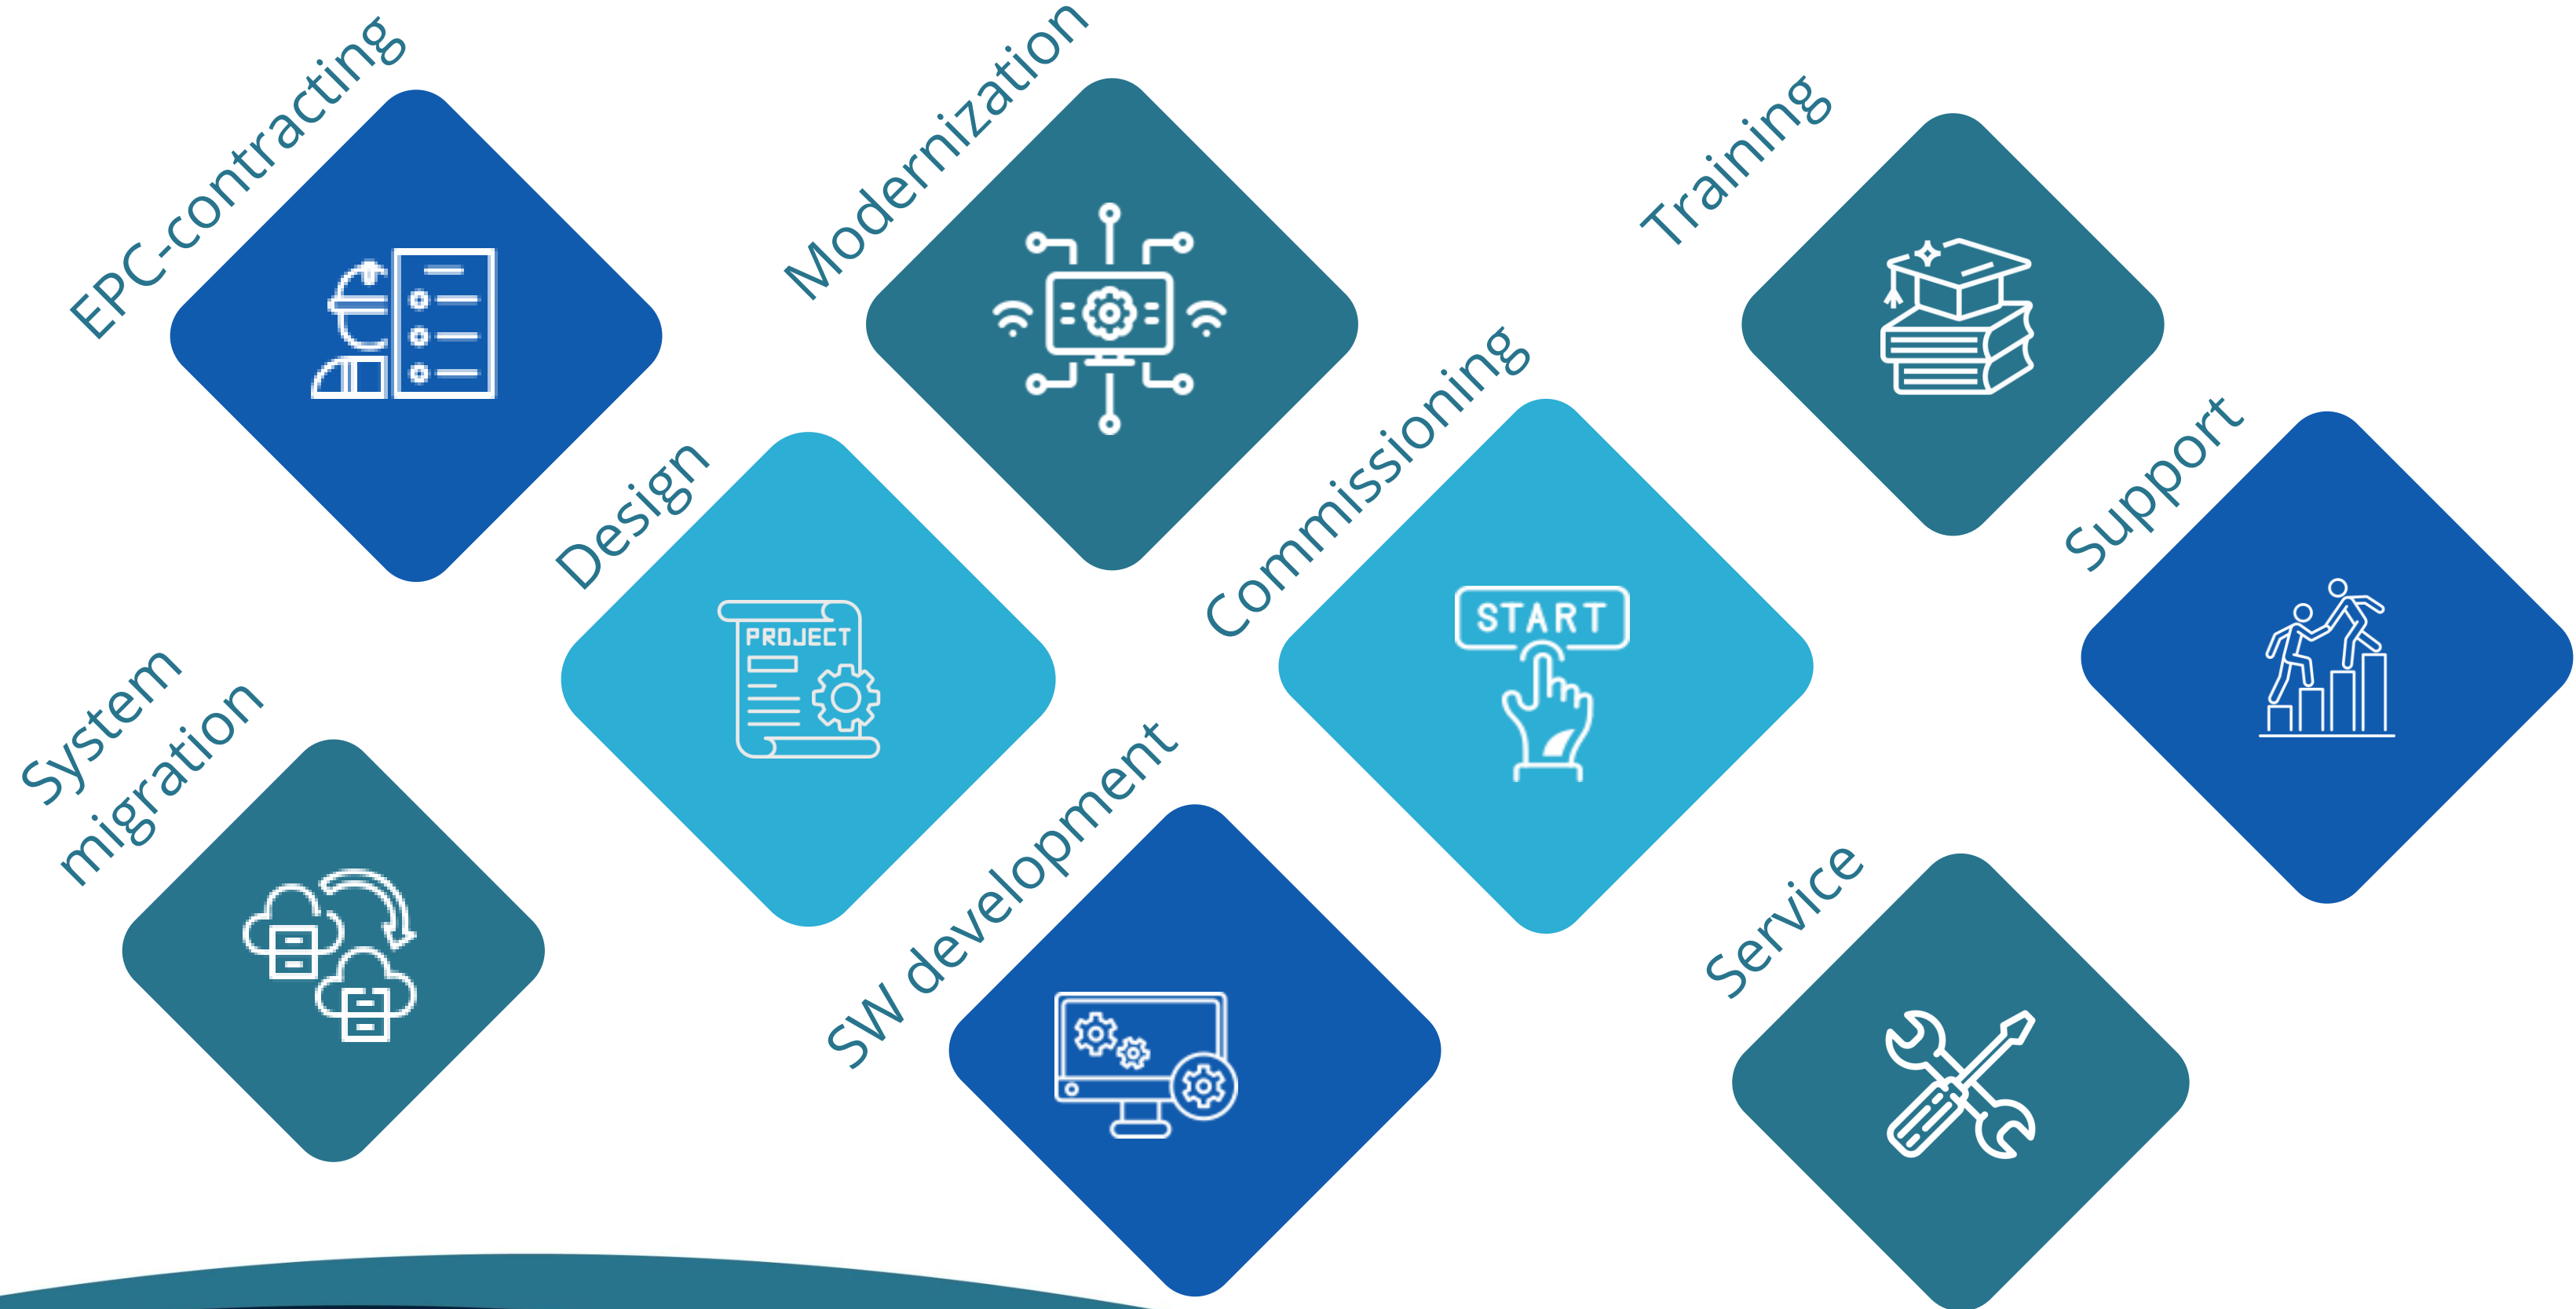 EPC-contracting
Modernization
Training
Design
PROJECT
Commissioning
START
Support
System
migration
SW development
Service